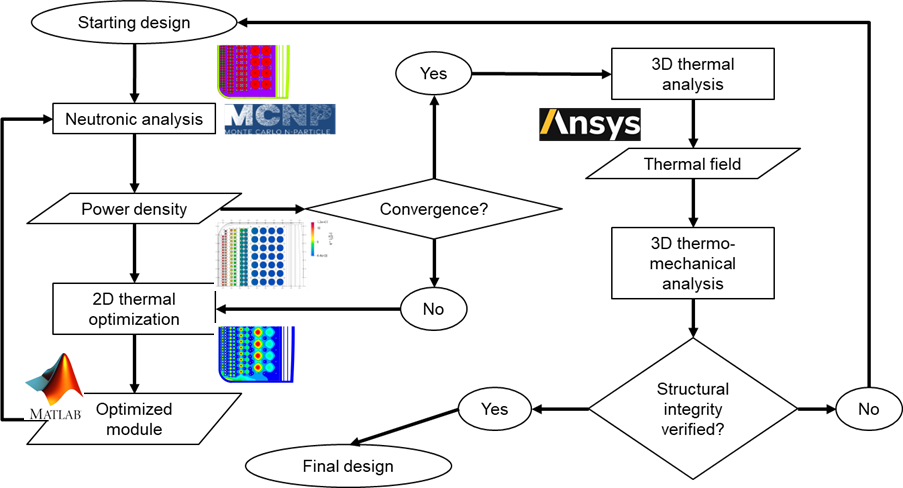 Starting design
Neutronic analysis
MCNP
MONTE CARLO N-PARTICLE
Power density
2D thermal
optimization
MATLAB
Optimized
module
Convergence?
Yes
No
3D thermal
analysis
Ansys
Thermal field
3D thermo-
mechanical
analysis
Structural
integrity
verified?
Yes
No
Final design